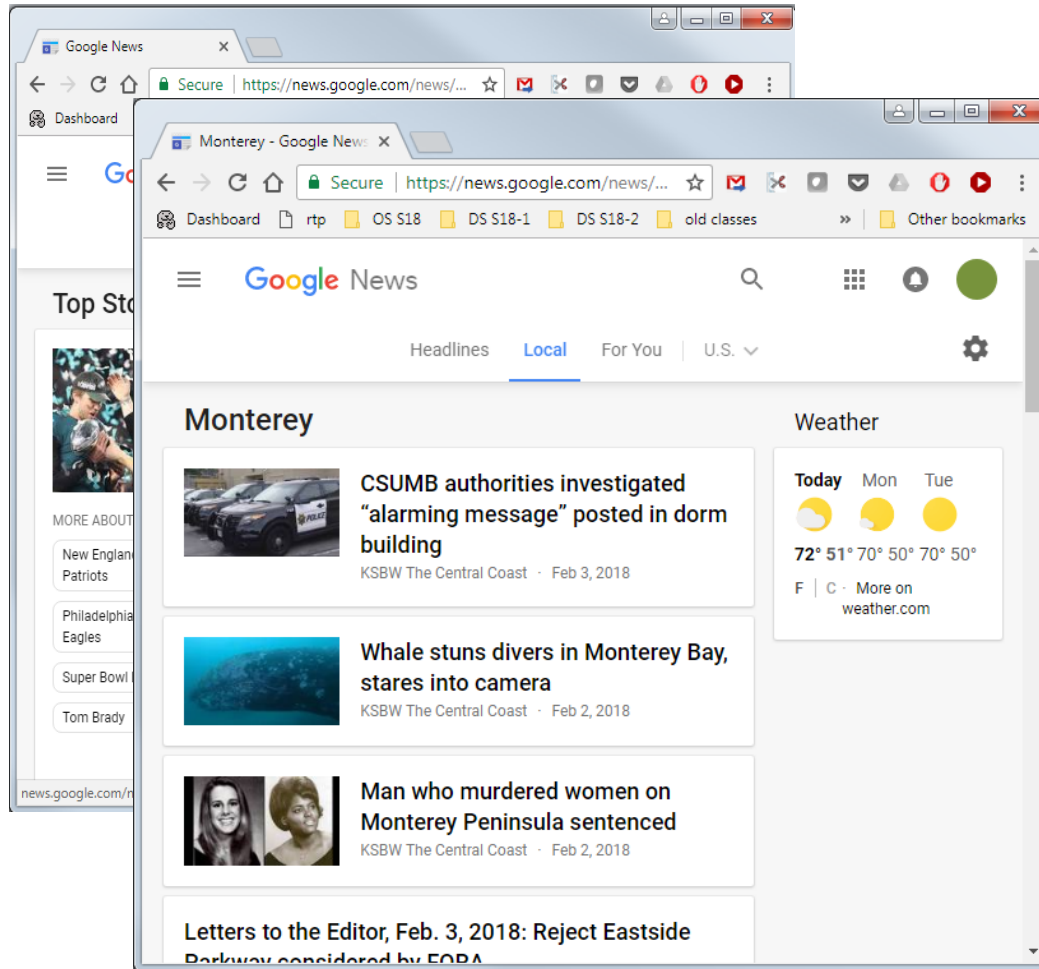 Google News
Secure
https://news.google.com/news/...
Dashboard
Top
MORE ABOUT
Patriots
Philadelphia
Eagles
Super Bowl
Tom Brady
Monterey - Google News
Secure
https://news.google.com/news/...
Dashboard rtp OS S18 DS S18-1 DS S18-2 old classes » Other bookmarks
Google News
Headlines Local For You U.S.
Monterey
CSUMB authorities investigated
“alarming message” posted in dorm
building
KSBW The Central Coast · Feb 3, 2018
Whale stuns divers in Monterey Bay,
stares into camera
KSBW The Central Coast · Feb 2, 2018
Man who murdered women on
Monterey Peninsula sentenced
KSBW The Central Coast · Feb 2, 2018
Letters to the Editor, Feb. 3, 2018: Reject Eastside
Parkway considered by FORA
Weather
Today Mon Tue
72° 51° 70° 50° 70° 50°
F | C · More on
weather.com
POLICE